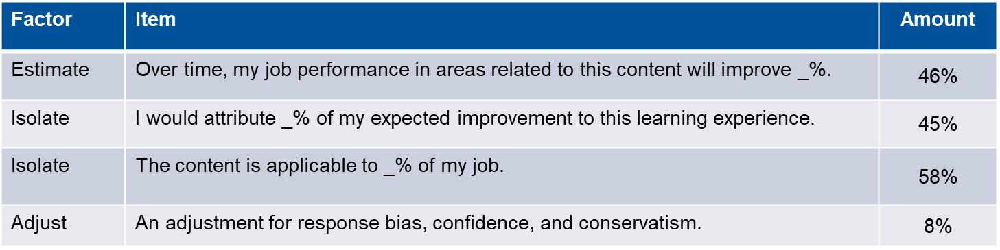 Factor Item Amount
Estimate Over time, my job performance in areas related to this content will improve _%. 46%
Isolate I would attribute _% of my expected improvement to this learning experience. 45%
Isolate The content is applicable to _% of my job. 58%
Adjust An adjustment for response bias, confidence, and conservatism. 8%